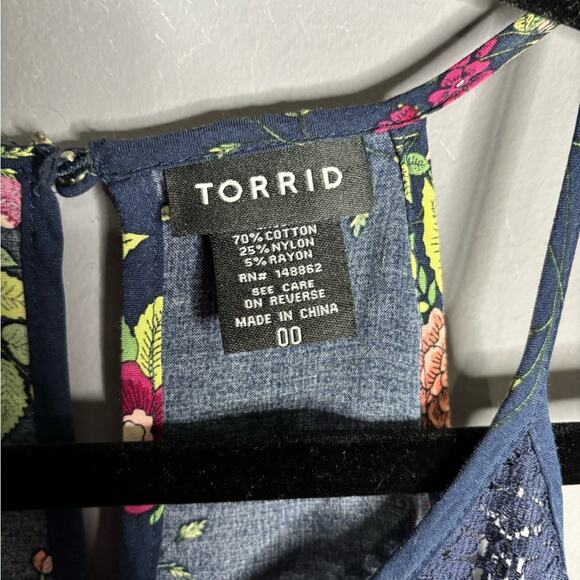 TORRID
70% COTTON
25% NYLON
5% RAYON
RN# 148862
SEE CARE
ON REVERSE
MADE IN CHINA
00